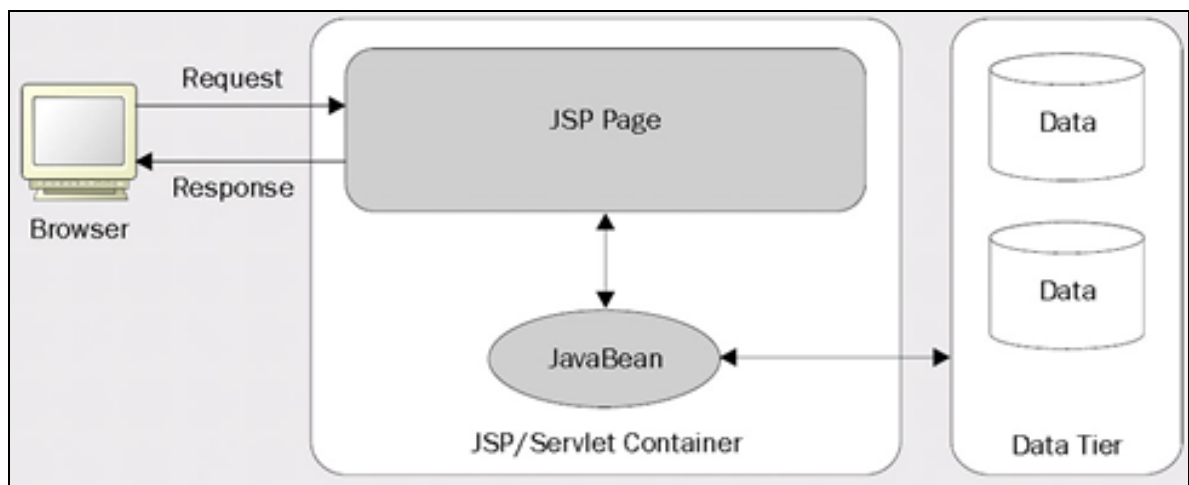 Request
Response
Browser
JSP Page
JavaBean
JSP/Servlet Container
Data
Data
Data Tier